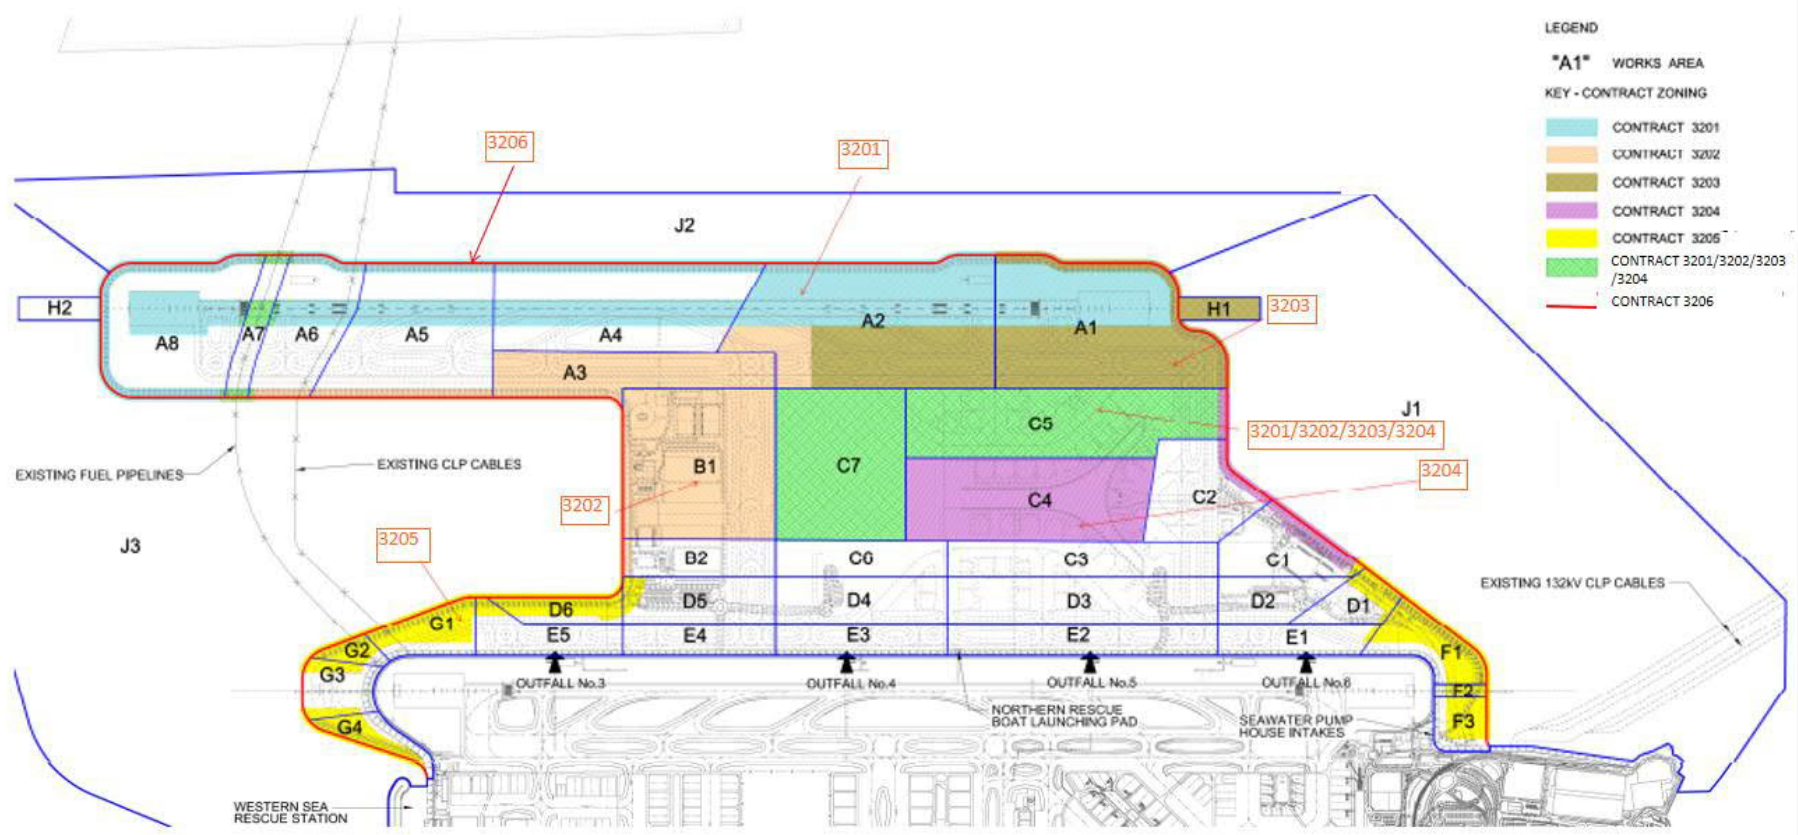 LEGEND
"A1" WORKS AREA
KEY - CONTRACT ZONING
CONTRACT 3201
CONTRACT 3202
CONTRACT 3203
CONTRACT 3204
CONTRACT 3205
CONTRACT 3201/3202/3203
/3204
CONTRACT 3206
3206
3201
J2
H2
H1
3203
A8
A7
A6
A5
A4
A2
A1
A3
J1
C5
3201/3202/3203/3204
EXISTING FUEL PIPELINES
EXISTING CLP CABLES
B1
C7
3204
C4
C2
3202
J3
3205
B2
C6
C3
C1
EXISTING 132kV CLP CABLES
D6
D5
D4
D3
D2
D1
G1
E5
E4
E3
E2
E1
G2
F1
G3
OUTFALL No.3
OUTFALL No.4
OUTFALL No.5
OUTFALL No.6
F2
G4
NORTHERN RESCUE
BOAT LAUNCHING PAD
SEAWATER PUMP
HOUSE INTAKES
F3
WESTERN SEA
RESCUE STATION